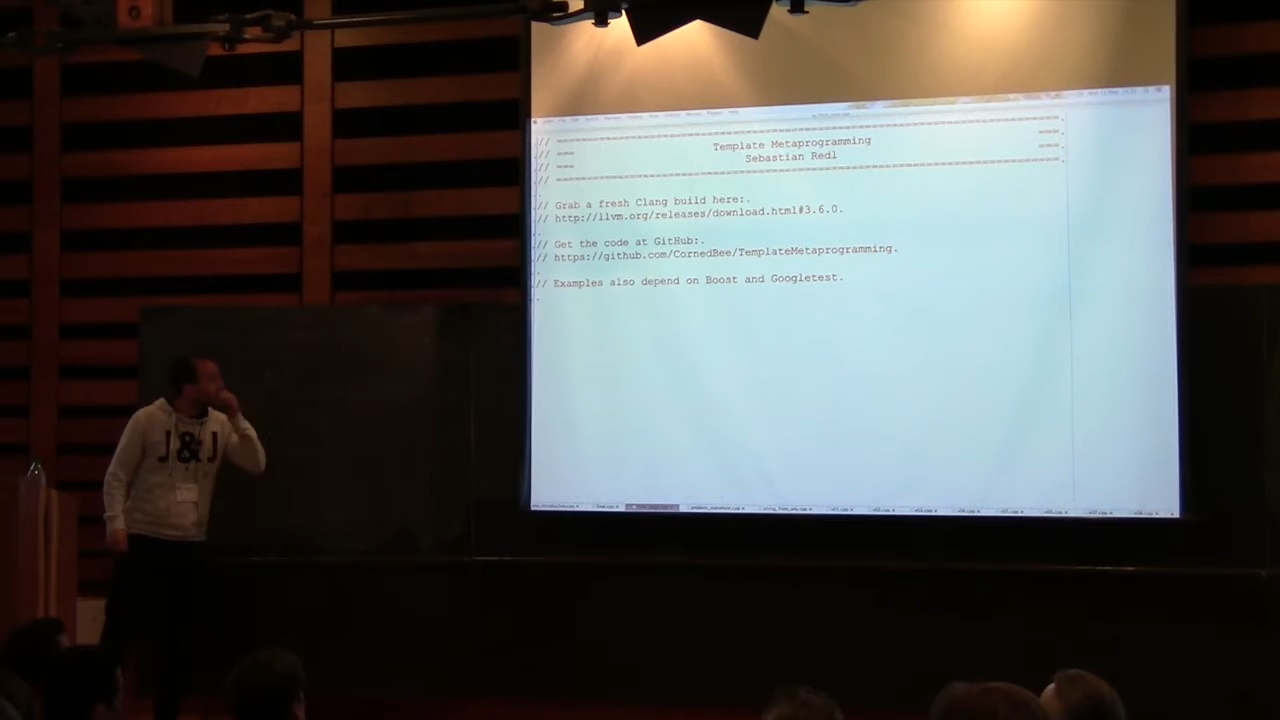 // ========================================================.
// ==== Template Metaprogramming ====.
// ==== Sebastian Redl ====.
// ========================================================.
// Grab a fresh Clang build here:.
// http://llvm.org/releases/download.html#3.6.0.
// Get the code at GitHub:.
// https://github.com/CornedBee/TemplateMetaprogramming.
// Examples also depend on Boost and Googletest.
J&J